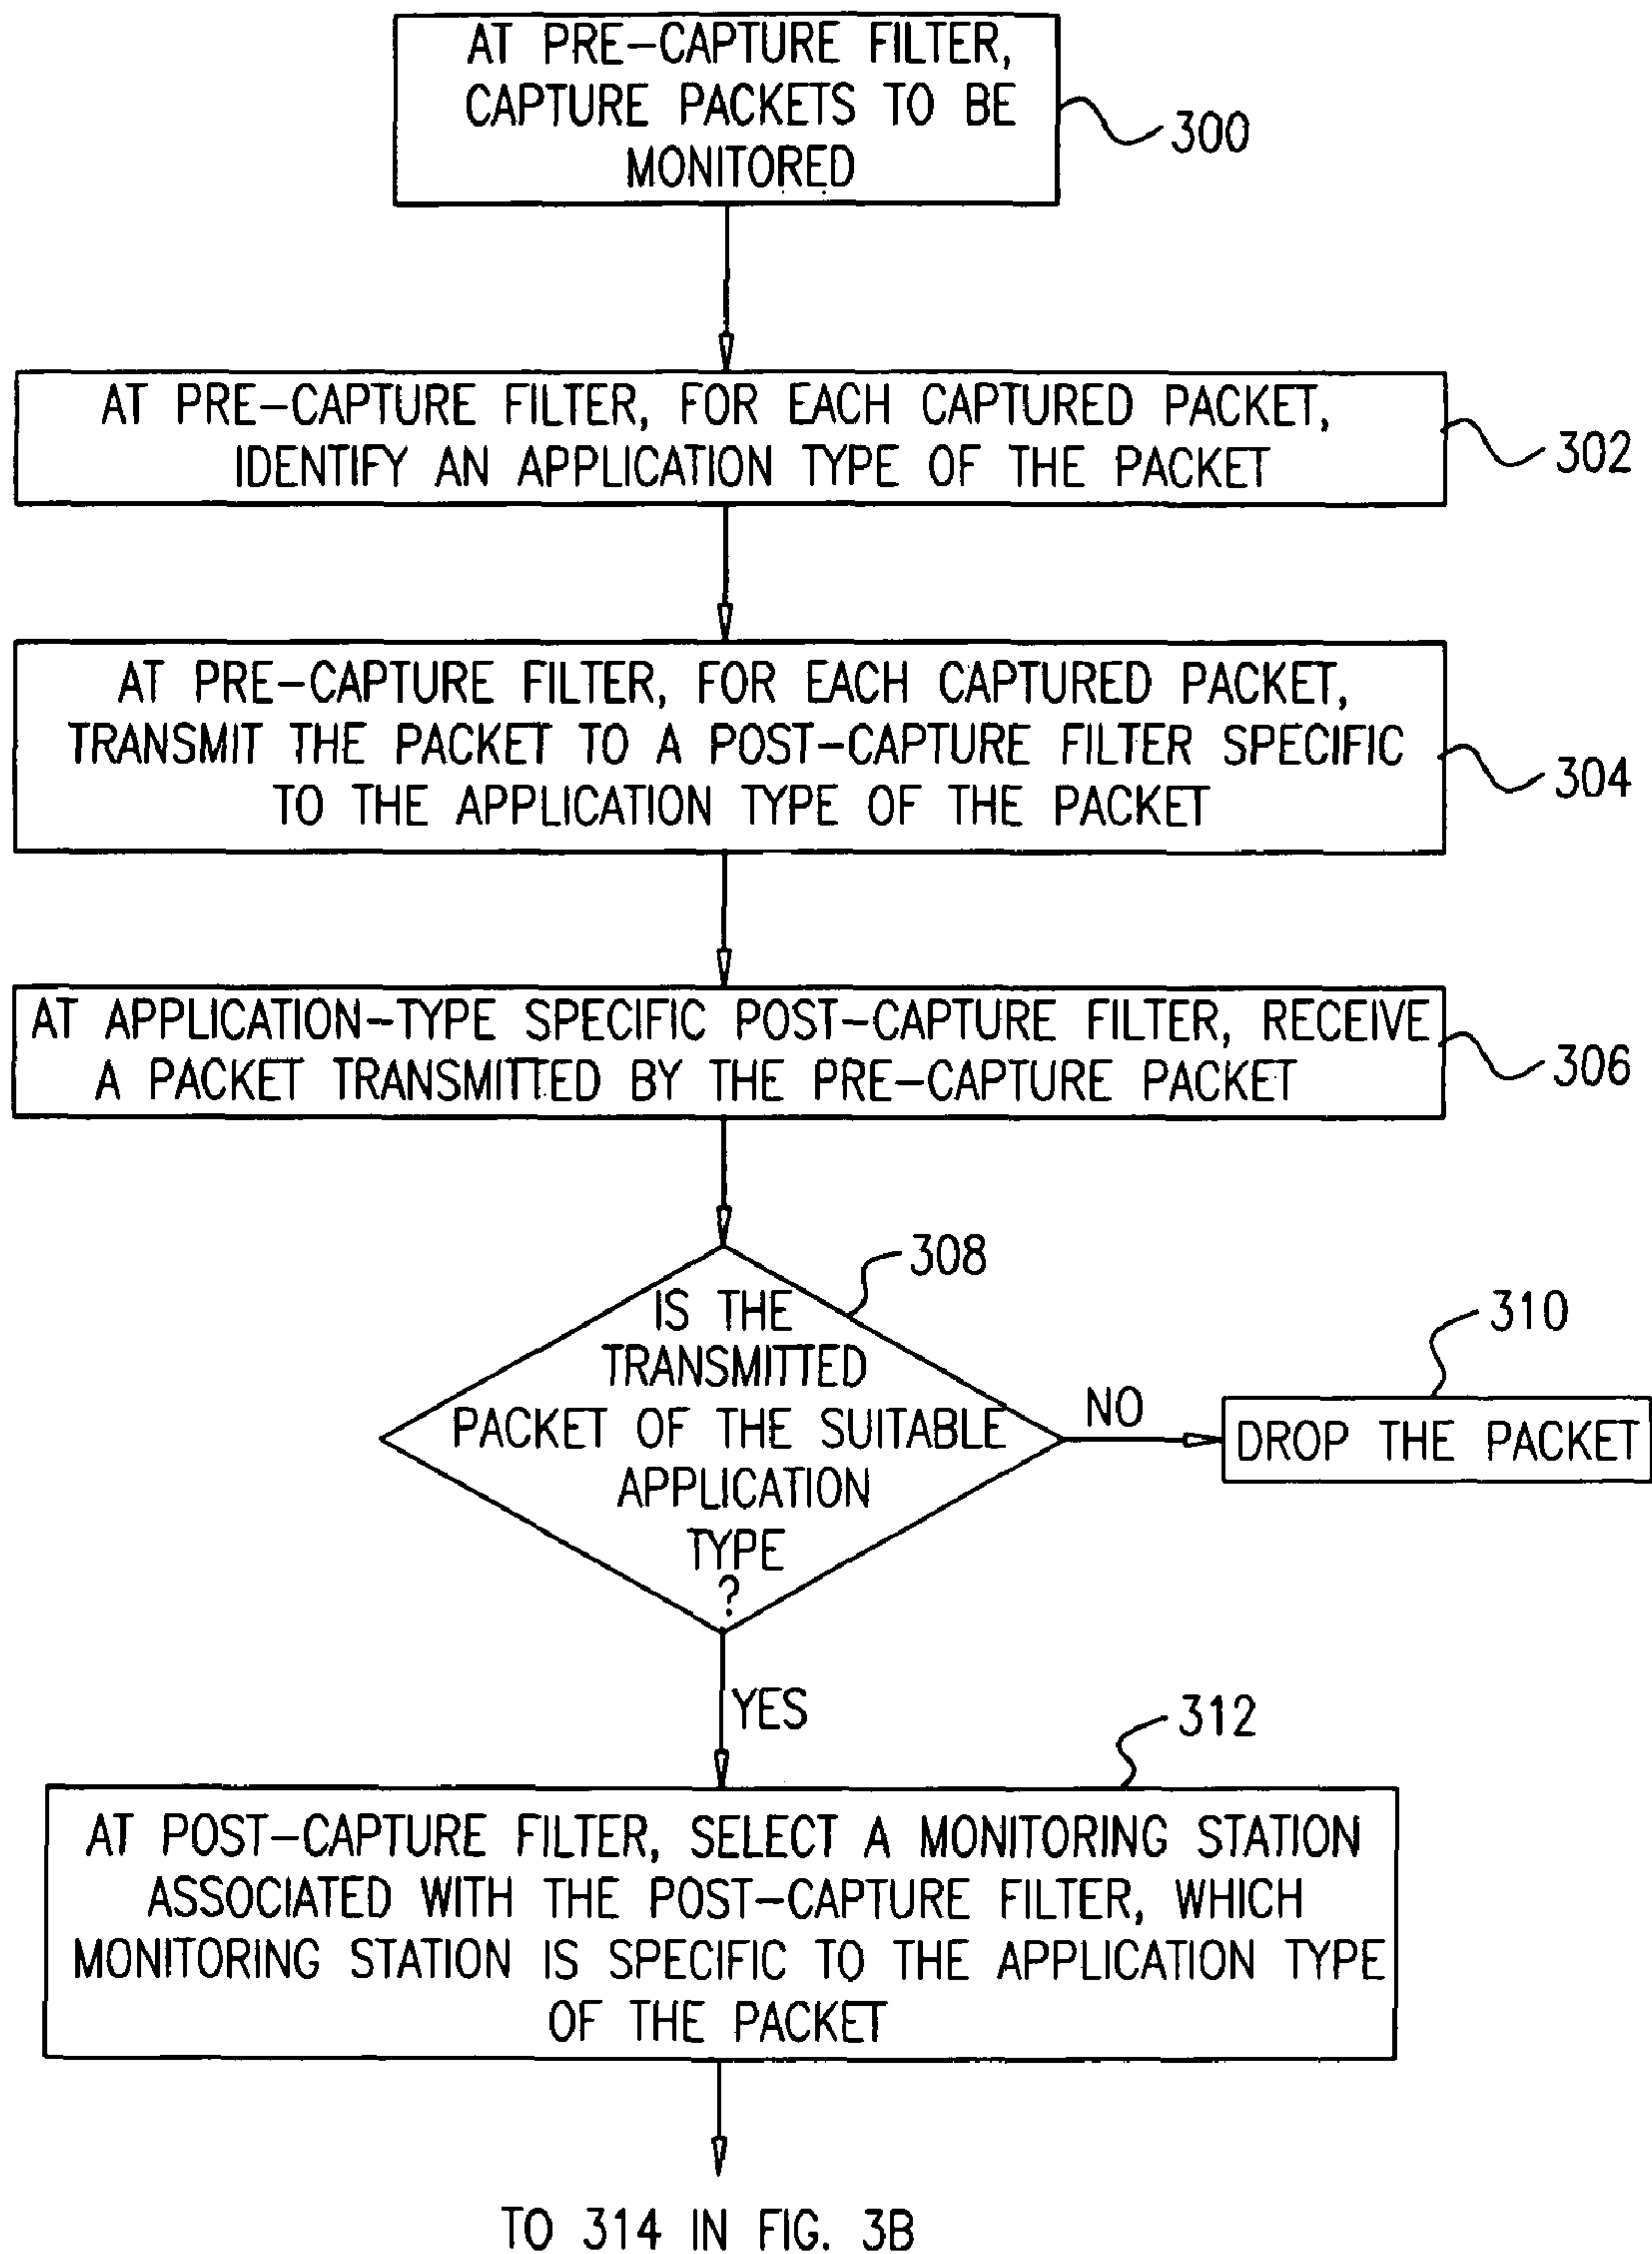 AT PRE-CAPTURE FILTER,
CAPTURE PACKETS TO BE
MONITORED
300
AT PRE-CAPTURE FILTER, FOR EACH CAPTURED PACKET,
IDENTIFY AN APPLICATION TYPE OF THE PACKET
302
AT PRE-CAPTURE FILTER, FOR EACH CAPTURED PACKET,
TRANSMIT THE PACKET TO A POST-CAPTURE FILTER SPECIFIC
TO THE APPLICATION TYPE OF THE PACKET
304
AT APPLICATION-TYPE SPECIFIC POST-CAPTURE FILTER, RECEIVE
A PACKET TRANSMITTED BY THE PRE-CAPTURE PACKET
306
308
IS THE
TRANSMITTED
PACKET OF THE SUITABLE
APPLICATION
TYPE
?
NO
310
DROP THE PACKET
YES
312
AT POST-CAPTURE FILTER, SELECT A MONITORING STATION
ASSOCIATED WITH THE POST-CAPTURE FILTER, WHICH
MONITORING STATION IS SPECIFIC TO THE APPLICATION TYPE
OF THE PACKET
TO 314 IN FIG. 3B